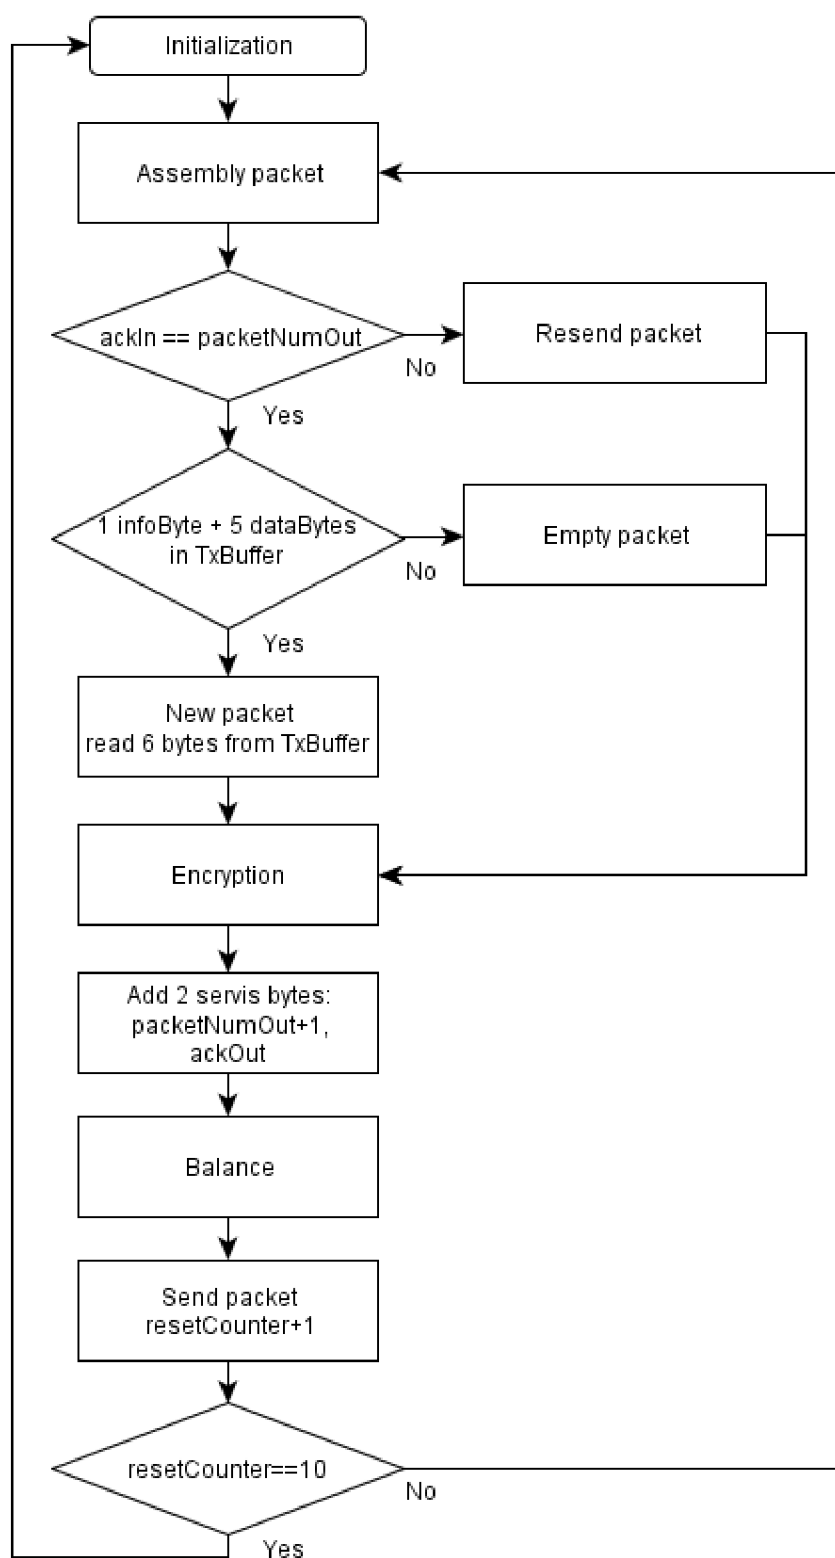 Initialization
Assembly packet
ackIn == packetNumOut
Resend packet
No
Yes
1 infoByte + 5 dataBytes
in TxBuffer
Empty packet
No
Yes
New packet
read 6 bytes from TxBuffer
Encryption
Add 2 servis bytes:
packetNumOut+1,
ackOut
Balance
Send packet
resetCounter+1
resetCounter==10
No
Yes